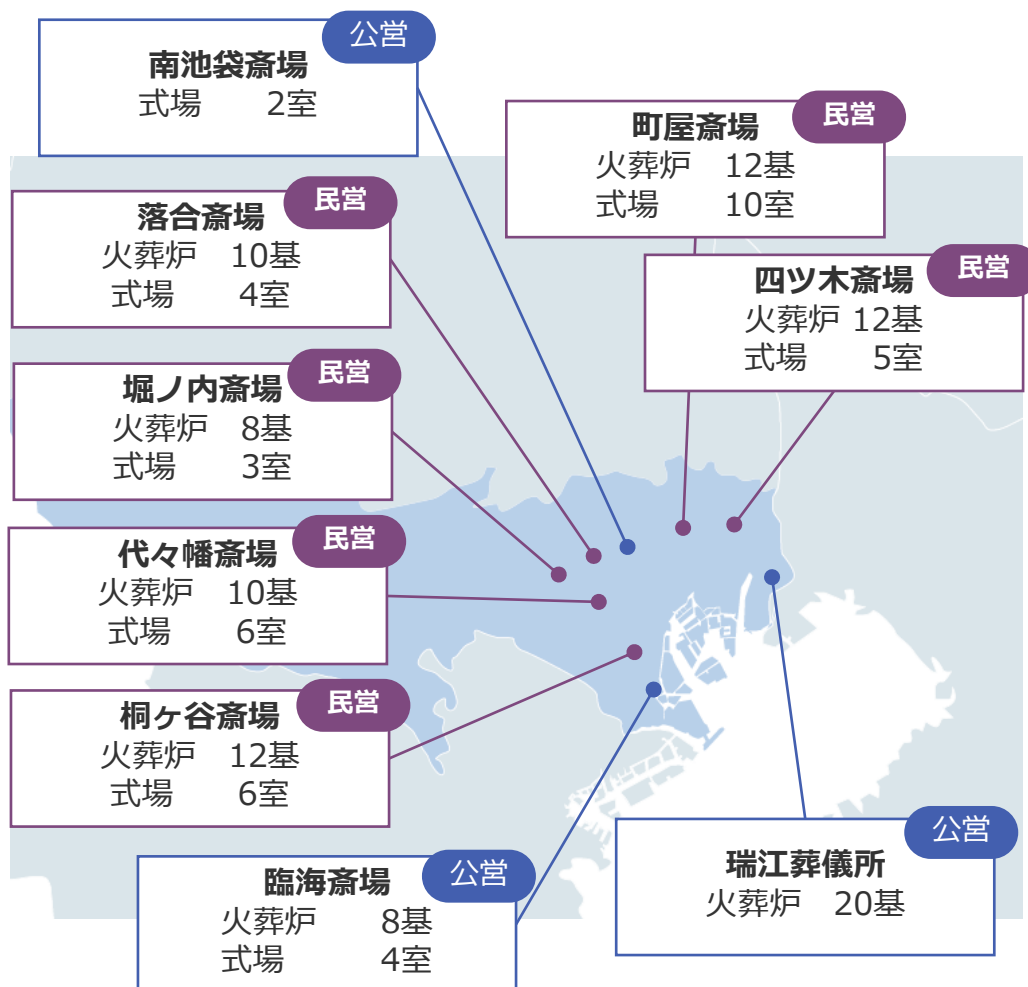 公営
南池袋斎場
式場 2室
民営
町屋斎場
火葬炉 12基
式場 10室
民営
落合斎場
火葬炉 10基
式場 4室
民営
四ツ木斎場
火葬炉 12基
式場 5室
民営
堀ノ内斎場
火葬炉 8基
式場 3室
民営
代々幡斎場
火葬炉 10基
式場 6室
民営
桐ヶ谷斎場
火葬炉 12基
式場 6室
公営
臨海斎場
火葬炉 8基
式場 4室
公営
瑞江葬儀所
火葬炉 20基